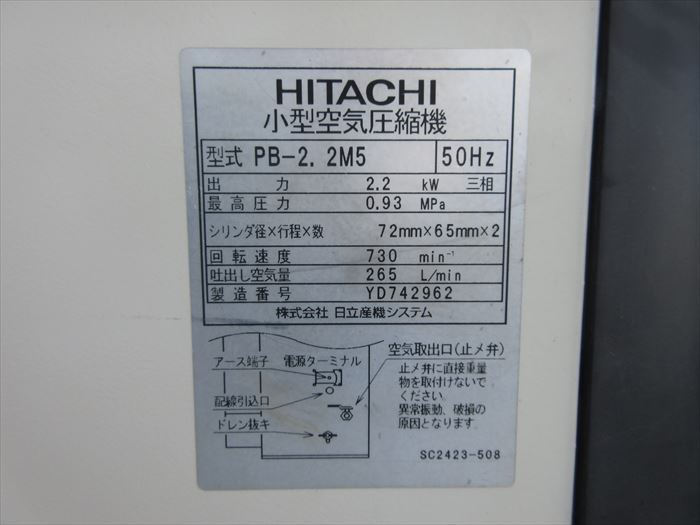 HITACHI
小型空気圧縮機
型式 PB-2.2M5 50Hz
出力 2.2 kW 三相
最高圧力 0.93 MPa
シリンダ径×行程×数 72mm×65mm×2
回転速度 730 min⁻¹
吐出し空気量 265 L/min
製造番号 YD742962
株式会社 日立産機システム
空気取出口(止メ弁)
アース端子 電源ターミナル
止メ弁に直接重量
物を取付けないで
ください。
異常振動、破損の
原因となります。
配線引込口
ドレン抜キ
SC2423-508